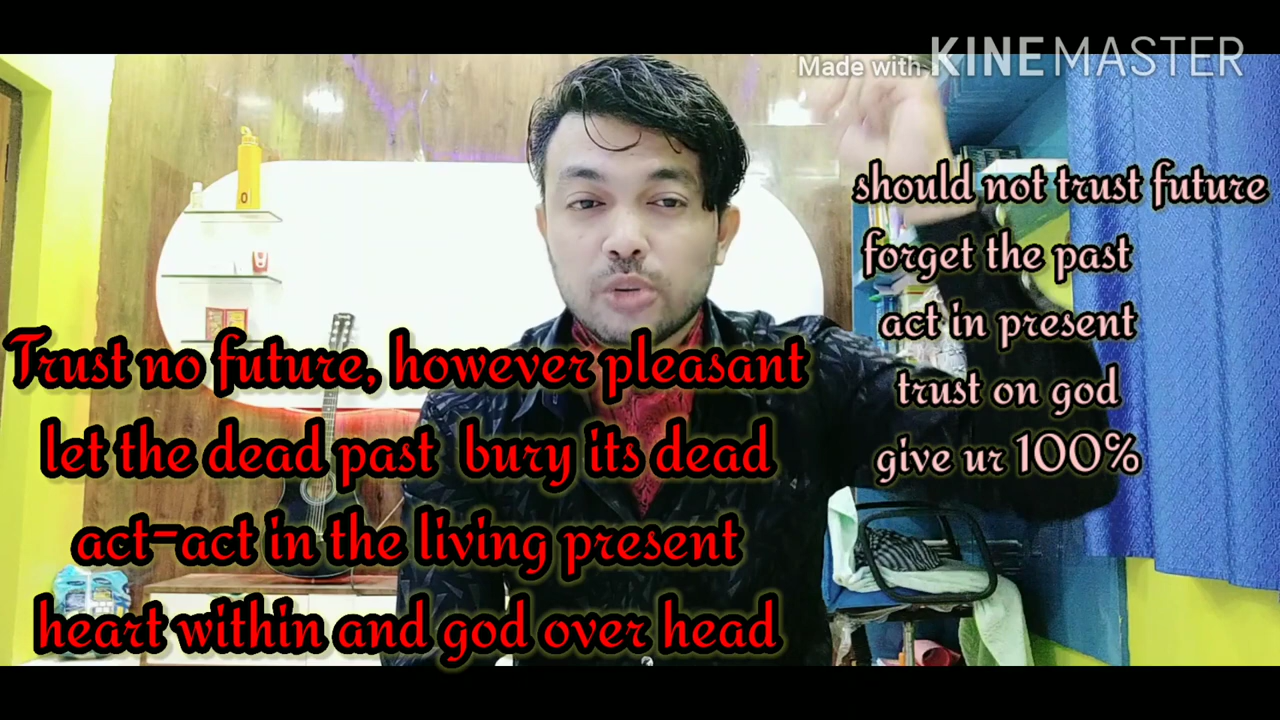 Made with KINEMASTER
should not trust future
forget the past
act in present
trust on god
give ur 100%
Trust no future, however pleasant
let the dead past bury its dead
act-act in the living present
heart within and god over head